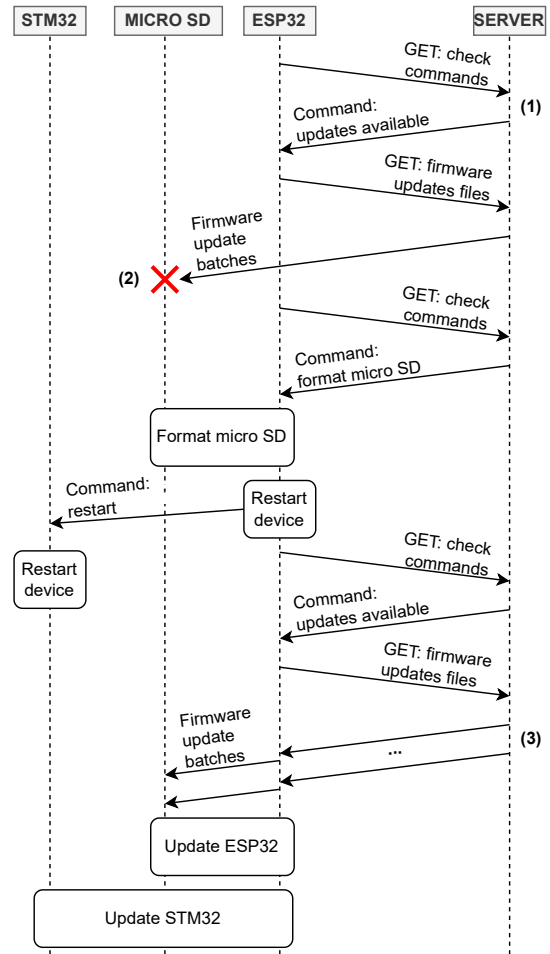 STM32
MICRO SD
ESP32
SERVER
GET: check
commands
(1)
Command:
updates available
GET: firmware
updates files
Firmware
update
batches
(2)
GET: check
commands
Command:
format micro SD
Format micro SD
Command:
restart
Restart
device
Restart
device
GET: check
commands
Command:
updates available
GET: firmware
updates files
Firmware
update
batches
...
(3)
Update ESP32
Update STM32